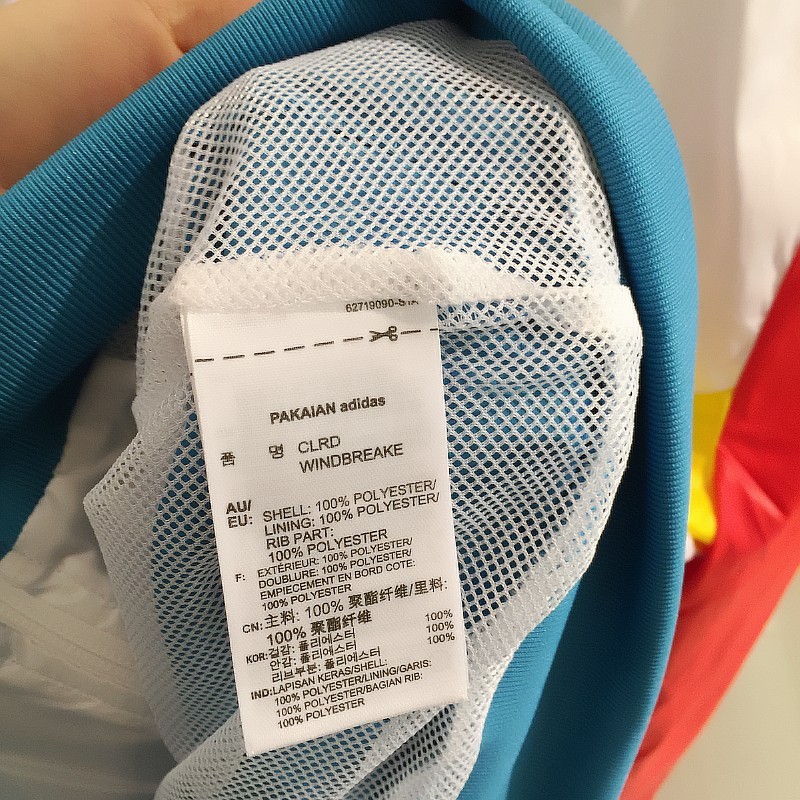 62719090-STA
PAKAIAN adidas
품 명 CLRD
WINDBREAKE
AU/
EU: SHELL: 100% POLYESTER/
LINING: 100% POLYESTER/
RIB PART:
100% POLYESTER
F: EXTÉRIEUR: 100% POLYESTER/
DOUBLURE: 100% POLYESTER/
EMPIECEMENT EN BORD COTE:
100% POLYESTER
CN: 主料: 100% 聚酯纤维/里料:
100% 聚酯纤维
KOR: 겉감: 폴리에스터 100%
안감: 폴리에스터 100%
리브부분: 폴리에스터 100%
IND: LAPISAN KERAS/SHELL:
100% POLYESTER/LINING/GARIS:
100% POLYESTER/BAGIAN RIB:
100% POLYESTER